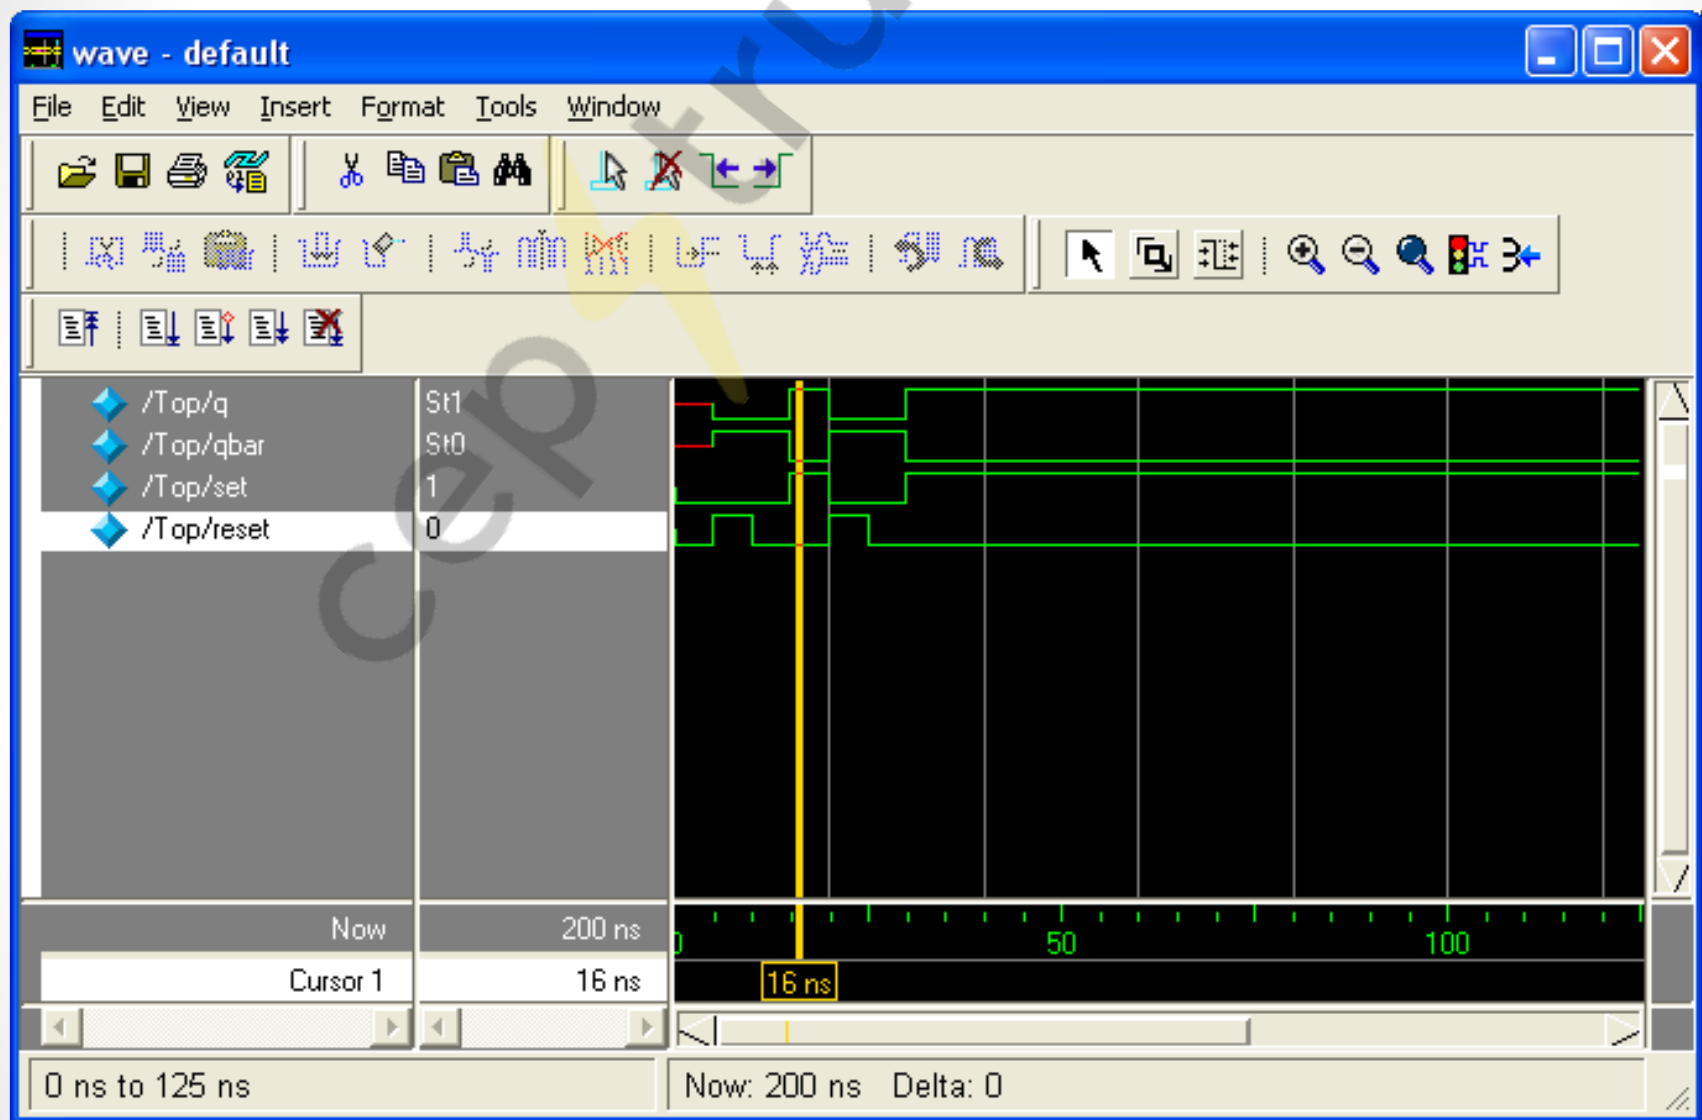 wave - default
File Edit View Insert Format Tools Window
/Top/q St1
/Top/qbar St0
/Top/set 1
/Top/reset 0
Now 200 ns
0 50 100
Cursor 1 16 ns 16 ns
0 ns to 125 ns Now: 200 ns Delta: 0
cep tru